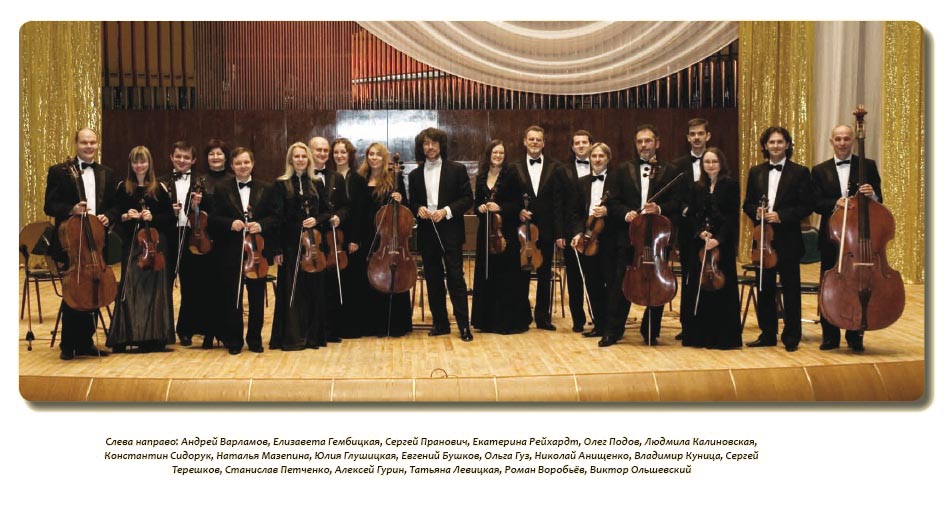 Слева направо: Андрей Варламов, Елизавета Гембицкая, Сергей Пранович, Екатерина Рейхардт, Олег Подов, Людмила Калиновская,
Константин Сидорук, Наталья Мазепина, Юлия Глушицкая, Евгений Бушков, Ольга Гуз, Николай Анищенко, Владимир Куница, Сергей
Терешков, Станислав Петченко, Алексей Гурин, Татьяна Левицкая, Роман Воробьёв, Виктор Ольшевский